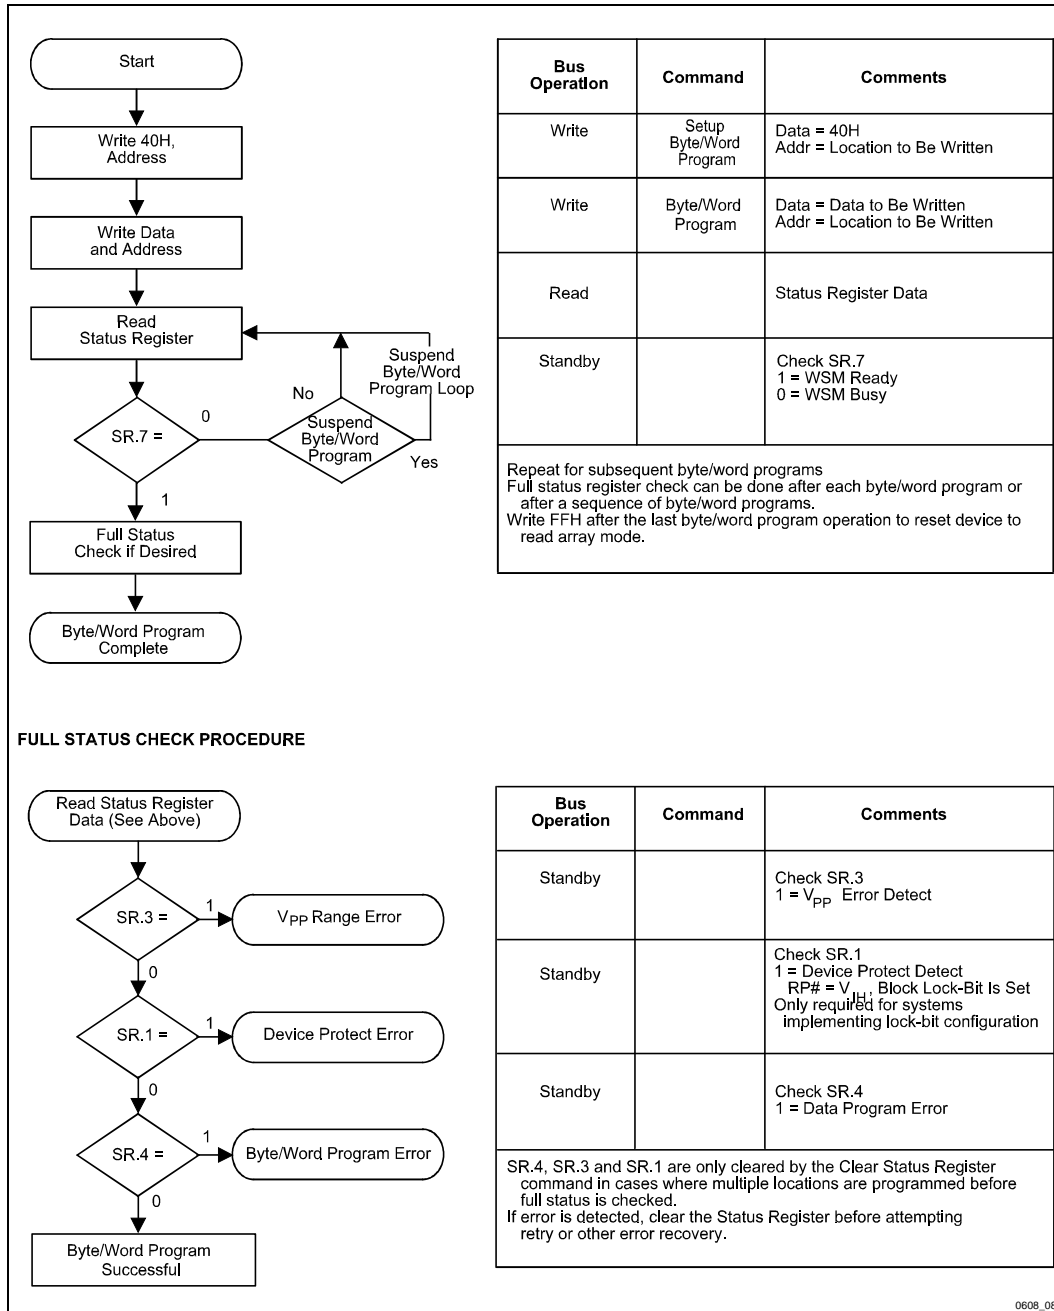 Start
Write 40H,
Address
Write Data
and Address
Read
Status Register
SR.7 =
0
1
No
Suspend
Byte/Word
Program
Yes
Suspend
Byte/Word
Program Loop
Full Status
Check if Desired
Byte/Word Program
Complete
Bus
Operation
Command
Comments
Write
Setup
Byte/Word
Program
Data = 40H
Addr = Location to Be Written
Write
Byte/Word
Program
Data = Data to Be Written
Addr = Location to Be Written
Read
Status Register Data
Standby
Check SR.7
1 = WSM Ready
0 = WSM Busy
Repeat for subsequent byte/word programs
Full status register check can be done after each byte/word program or
after a sequence of byte/word programs.
Write FFH after the last byte/word program operation to reset device to
read array mode.
FULL STATUS CHECK PROCEDURE
Read Status Register
Data (See Above)
SR.3 =
1
VPP Range Error
0
SR.1 =
1
Device Protect Error
0
SR.4 =
1
Byte/Word Program Error
0
Byte/Word Program
Successful
Bus
Operation
Command
Comments
Standby
Check SR.3
1 = VPP Error Detect
Standby
Check SR.1
1 = Device Protect Detect
RP# = VIH, Block Lock-Bit Is Set
Only required for systems
implementing lock-bit configuration
Standby
Check SR.4
1 = Data Program Error
SR.4, SR.3 and SR.1 are only cleared by the Clear Status Register
command in cases where multiple locations are programmed before
full status is checked.
If error is detected, clear the Status Register before attempting
retry or other error recovery.
0608_08